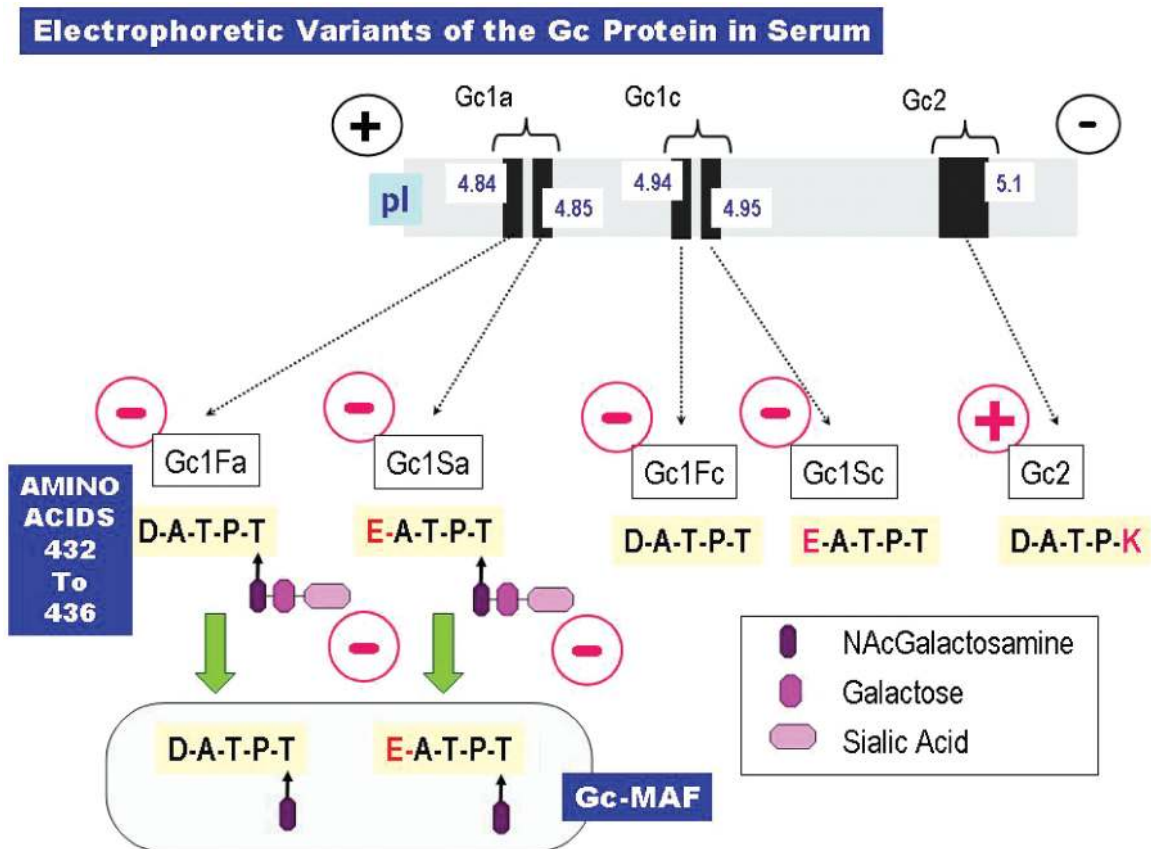 Electrophoretic Variants of the Gc Protein in Serum
Gc1a
Gc1c
Gc2
+
-
pI
4.84
4.85
4.94
4.95
5.1
-
-
-
-
+
Gc1Fa
Gc1Sa
Gc1Fc
Gc1Sc
Gc2
AMINO
ACIDS
432
To
436
D-A-T-P-T
E-A-T-P-T
D-A-T-P-T
E-A-T-P-T
D-A-T-P-K
-
-
NAcGalactosamine
Galactose
Sialic Acid
D-A-T-P-T
E-A-T-P-T
Gc-MAF